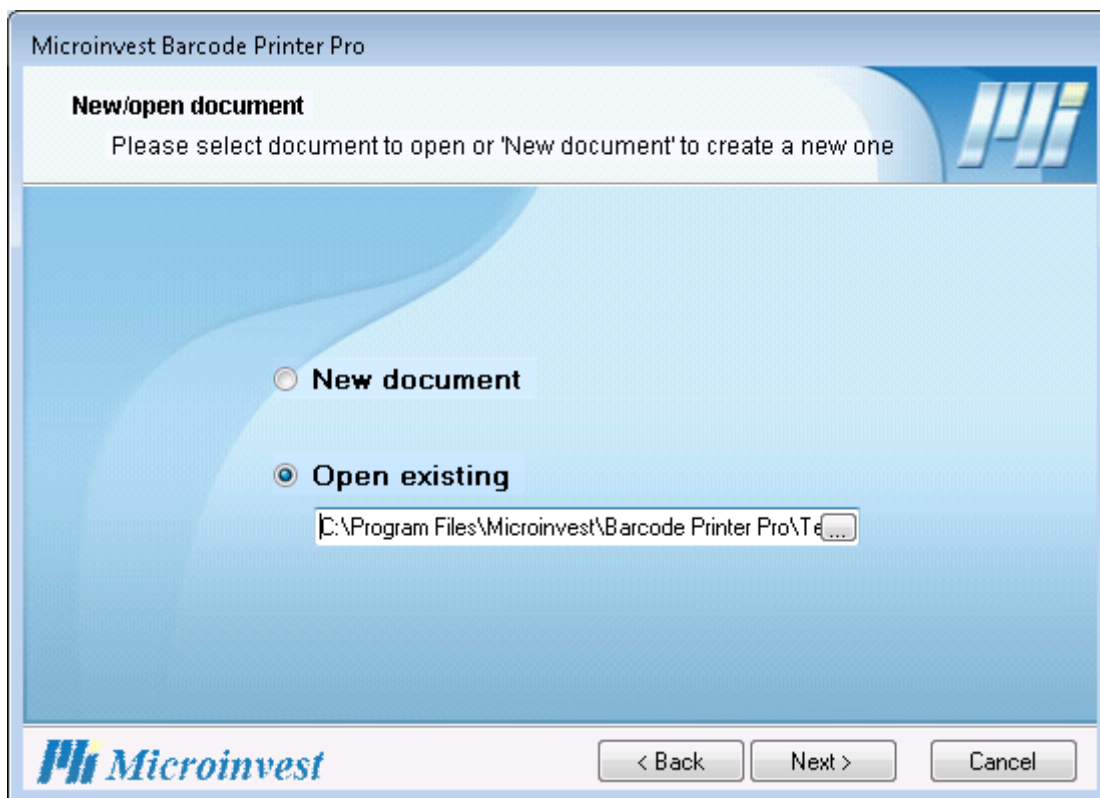 Microinvest Barcode Printer Pro
New/open document
Please select document to open or 'New document' to create a new one
New document
Open existing
C:\Program Files\Microinvest\Barcode Printer Pro\Te
...
Microinvest
< Back
Next >
Cancel